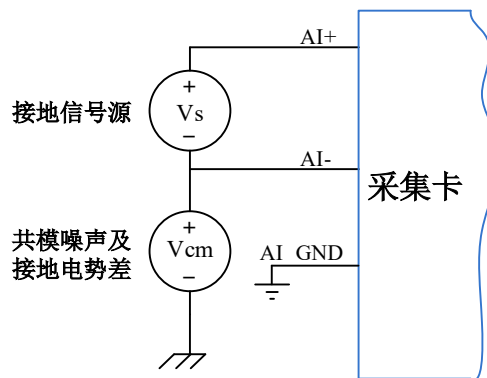 AI+
接地信号源
+
Vs
−
AI-
采集卡
共模噪声及
接地电势差
+
Vcm
−
AI GND